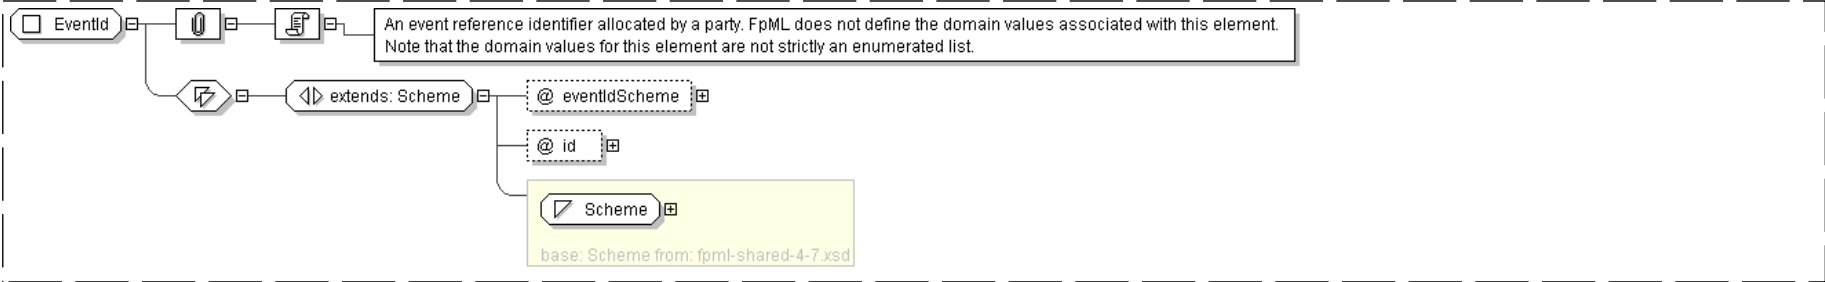 EventId
An event reference identifier allocated by a party. FpML does not define the domain values associated with this element.
Note that the domain values for this element are not strictly an enumerated list.
extends: Scheme
@ eventIdScheme
@ id
Scheme
base: Scheme from: fpml-shared-4-7.xsd